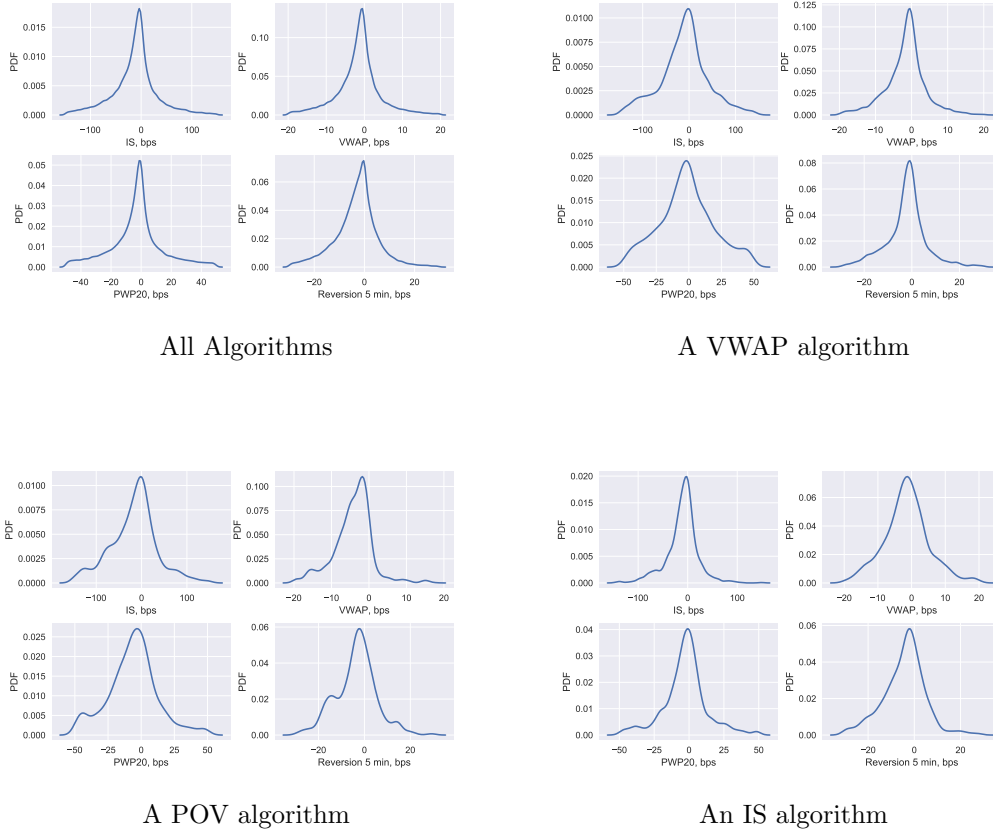 0.015
0.010
0.005
0.000
PDF
−100 0 100
IS, bps
0.10
0.05
0.00
PDF
−20 −10 0 10 20
VWAP, bps
0.05
0.04
0.03
0.02
0.01
0.00
PDF
−40 −20 0 20 40
PWP20, bps
0.06
0.04
0.02
0.00
PDF
−20 0 20
Reversion 5 min, bps
All Algorithms
0.0100
0.0075
0.0050
0.0025
0.0000
PDF
−100 0 100
IS, bps
0.125
0.100
0.075
0.050
0.025
0.000
PDF
−20 −10 0 10 20
VWAP, bps
0.025
0.020
0.015
0.010
0.005
0.000
PDF
−50 −25 0 25 50
PWP20, bps
0.08
0.06
0.04
0.02
0.00
PDF
−20 0 20
Reversion 5 min, bps
A VWAP algorithm
0.0100
0.0075
0.0050
0.0025
0.0000
PDF
−100 0 100
IS, bps
0.100
0.075
0.050
0.025
0.000
PDF
−20 −10 0 10 20
VWAP, bps
0.025
0.020
0.015
0.010
0.005
0.000
PDF
−50 −25 0 25 50
PWP20, bps
0.06
0.04
0.02
0.00
PDF
−20 0 20
Reversion 5 min, bps
A POV algorithm
0.020
0.015
0.010
0.005
0.000
PDF
−100 0 100
IS, bps
0.06
0.04
0.02
0.00
PDF
−20 −10 0 10 20
VWAP, bps
0.04
0.03
0.02
0.01
0.00
PDF
−50 −25 0 25 50
PWP20, bps
0.06
0.04
0.02
0.00
PDF
−20 0 20
Reversion 5 min, bps
An IS algorithm